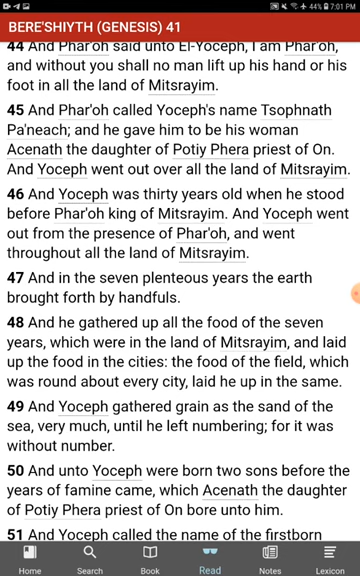 44% 7:01 PM
BERE'SHIYTH (GENESIS) 41
44 And Phar'oh said unto El-Yoceph, I am Phar'oh,
and without you shall no man lift up his hand or his
foot in all the land of Mitsrayim.
45 And Phar'oh called Yoceph's name Tsophnath
Pa'neach; and he gave him to be his woman
Acenath the daughter of Potiy Phera priest of On.
And Yoceph went out over all the land of Mitsrayim.
46 And Yoceph was thirty years old when he stood
before Phar'oh king of Mitsrayim. And Yoceph went
out from the presence of Phar'oh, and went
throughout all the land of Mitsrayim.
47 And in the seven plenteous years the earth
brought forth by handfuls.
48 And he gathered up all the food of the seven
years, which were in the land of Mitsrayim, and laid
up the food in the cities: the food of the field, which
was round about every city, laid he up in the same.
49 And Yoceph gathered grain as the sand of the
sea, very much, until he left numbering; for it was
without number.
50 And unto Yoceph were born two sons before the
years of famine came, which Acenath the daughter
of Potiy Phera priest of On bore unto him.
51 And Yoceph called the name of the firstborn
Home Search Book Read Notes Lexicon